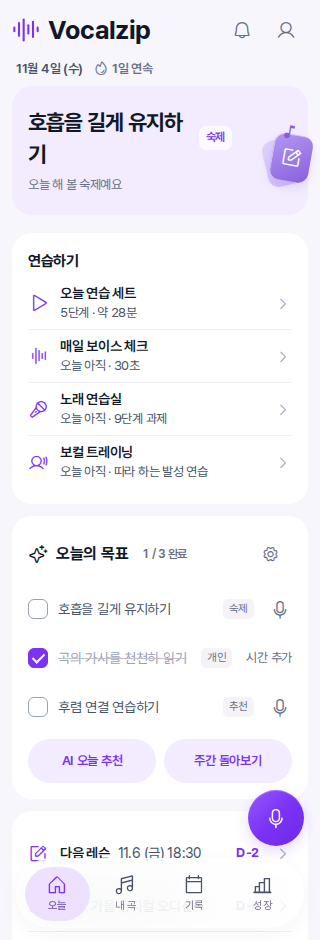 Vocalzip
11월 4일 (수) 1일 연속
호흡을 길게 유지하
기
숙제
오늘 해 볼 숙제예요
연습하기
오늘 연습 세트
5단계 · 약 28분
매일 보이스 체크
오늘 아직 · 30초
노래 연습실
오늘 아직 · 9단계 과제
보컬 트레이닝
오늘 아직 · 따라 하는 발성 연습
오늘의 목표 1 / 3 완료
호흡을 길게 유지하기 숙제
곡의 가사를 천천히 읽기 개인 시간 추가
후렴 연결 연습하기 추천
AI 오늘 추천 주간 돌아보기
다음 레슨 11.6 (금) 18:30 D-2
오늘 내 곡 기록 성장